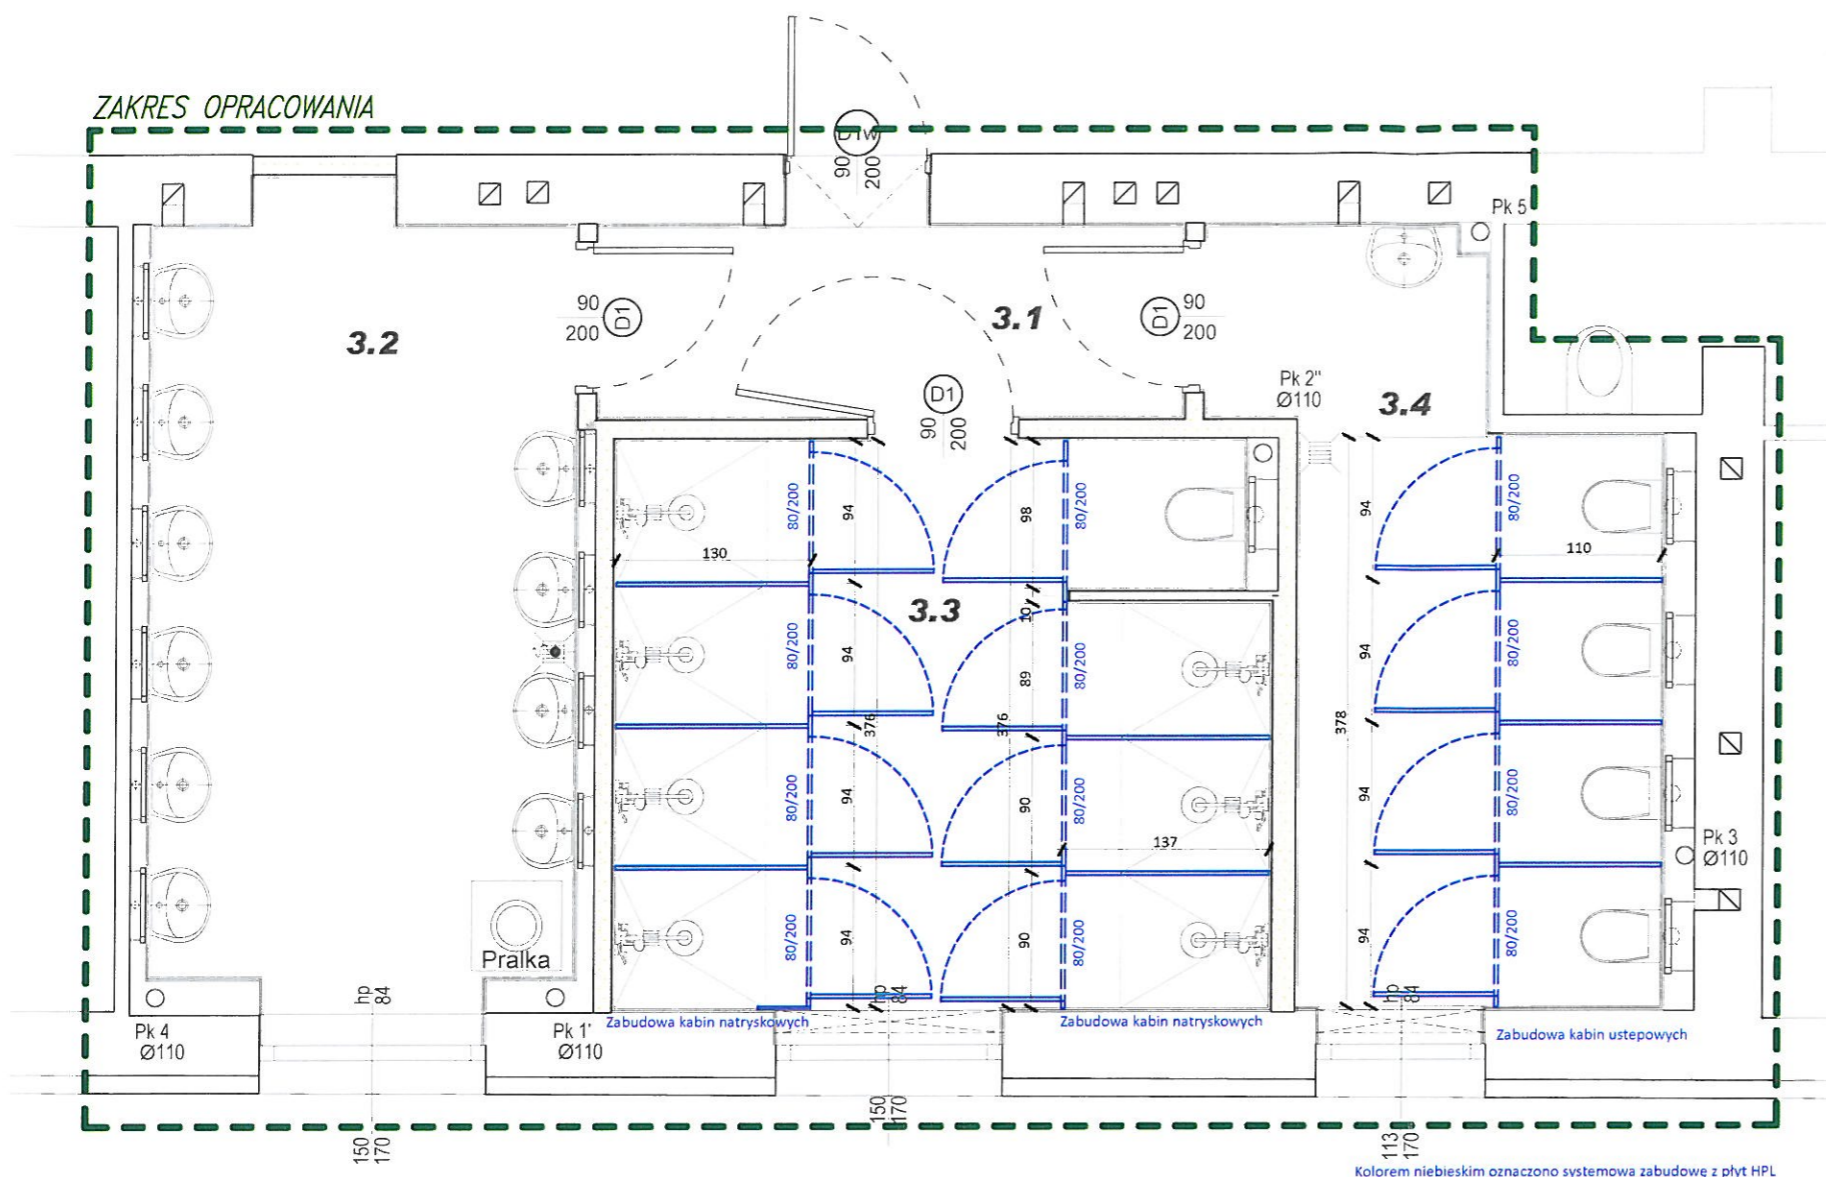 ZAKRES OPRACOWANIA
D1w
90
200
Pk 5
90
200
D1
3.1
D1
90
200
3.2
D1
90
200
Pk 2"
Ø110
3.4
80/200
94
98
80/200
94
80/200
130
110
3.3
10
80/200
94
89
80/200
94
80/200
376
376
378
80/200
94
90
80/200
94
80/200
137
Pk 3
Ø110
80/200
94
90
80/200
94
80/200
Pralka
hp
84
hp
84
hp
84
Pk 4
Ø110
Pk 1'
Ø110
Zabudowa kabin natryskowych
Zabudowa kabin natryskowych
Zabudowa kabin ustepowych
150
170
150
170
113
170
Kolorem niebieskim oznaczono systemowa zabudowę z płyt HPL